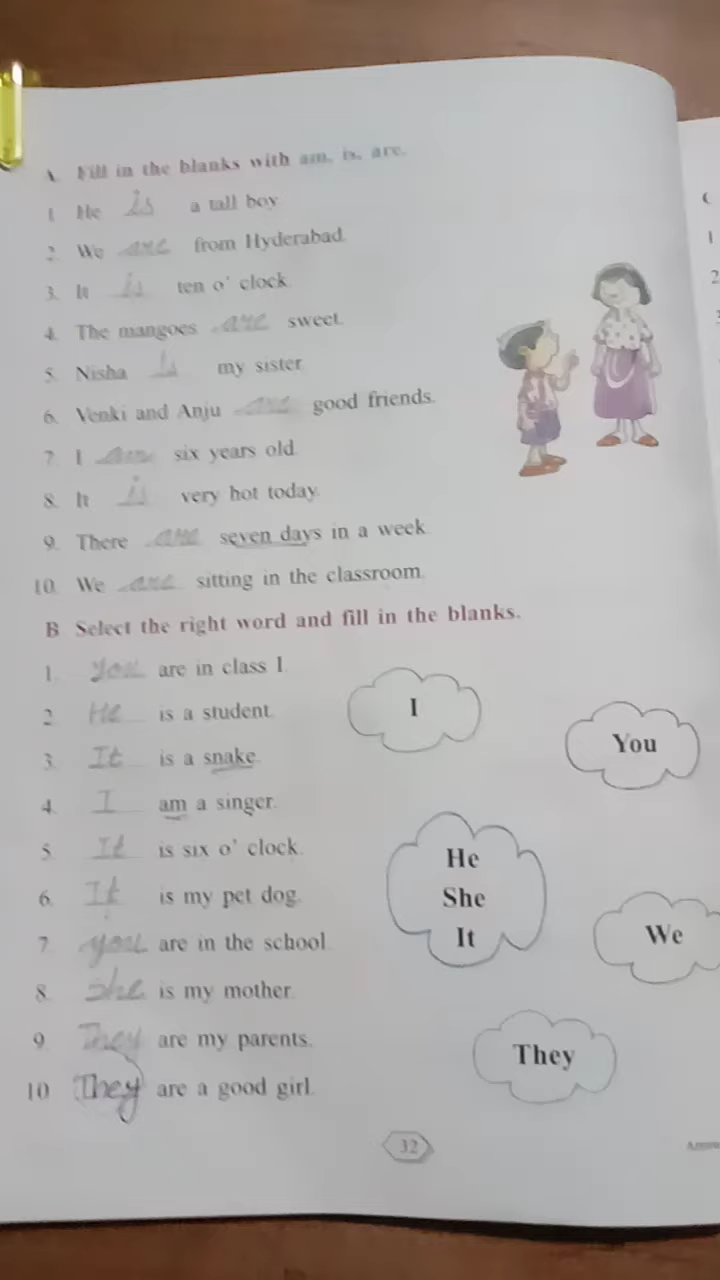 A Fill in the blanks with am, is, are.
1. He is a tall boy.
2. We are from Hyderabad.
3. It is ten o' clock.
4. The mangoes are sweet.
5. Nisha is my sister.
6. Venki and Anju are good friends.
7. I am six years old.
8. It is very hot today.
9. There are seven days in a week.
10. We are sitting in the classroom.
B Select the right word and fill in the blanks.
1. you are in class I.
2. He is a student.
3. It is a snake.
4. I am a singer.
5. It is six o' clock.
6. It is my pet dog.
7. you are in the school.
8. She is my mother.
9. They are my parents.
10 They are a good girl.
I
You
He
She
It
We
They
32
1
2